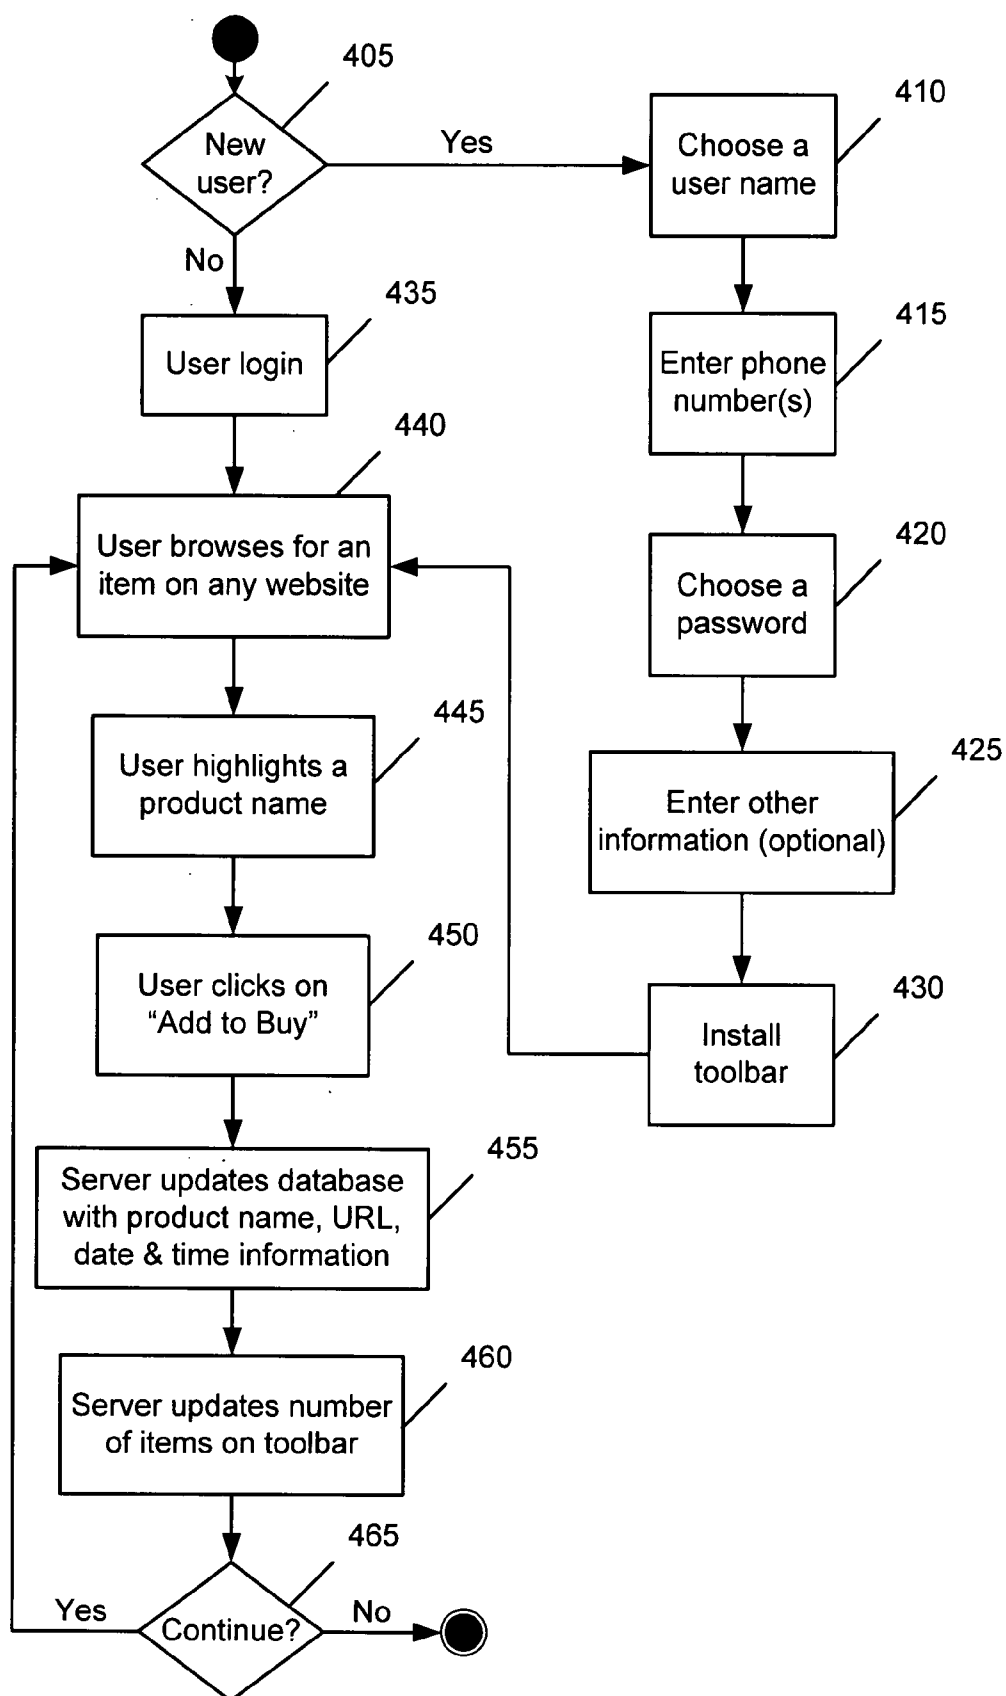 405
New
user?
Yes
410
Choose a
user name
No
435
User login
415
Enter phone
number(s)
440
User browses for an
item on any website
420
Choose a
password
445
User highlights a
product name
425
Enter other
information (optional)
450
User clicks on
“Add to Buy”
430
Install
toolbar
455
Server updates database
with product name, URL,
date & time information
460
Server updates number
of items on toolbar
465
Continue?
Yes
No